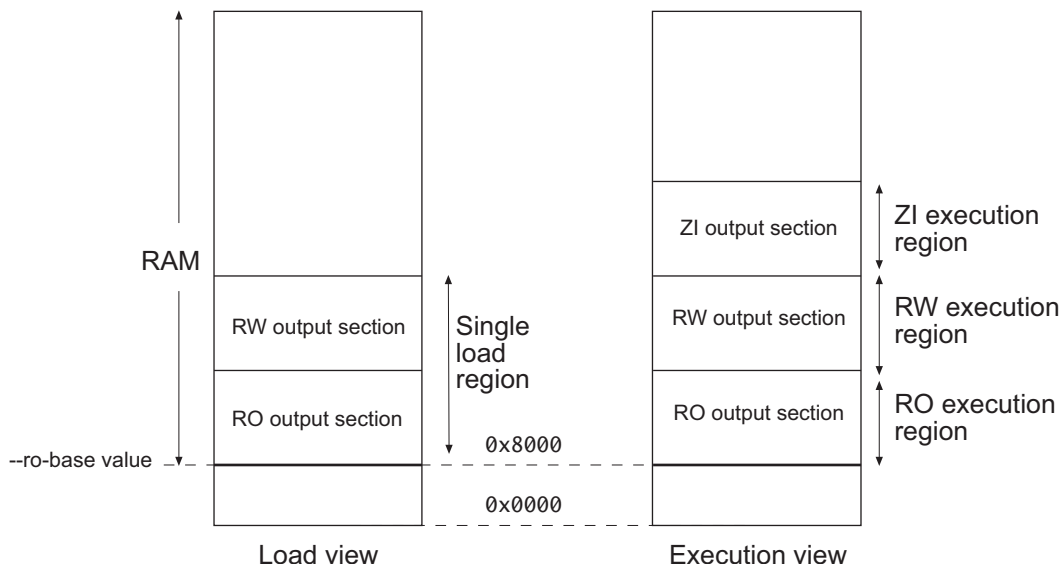 ZI output section
ZI execution
region
RAM
RW output section
Single
load
region
RW output section
RW execution
region
RO output section
RO output section
RO execution
region
0x8000
--ro-base value
0x0000
Load view
Execution view